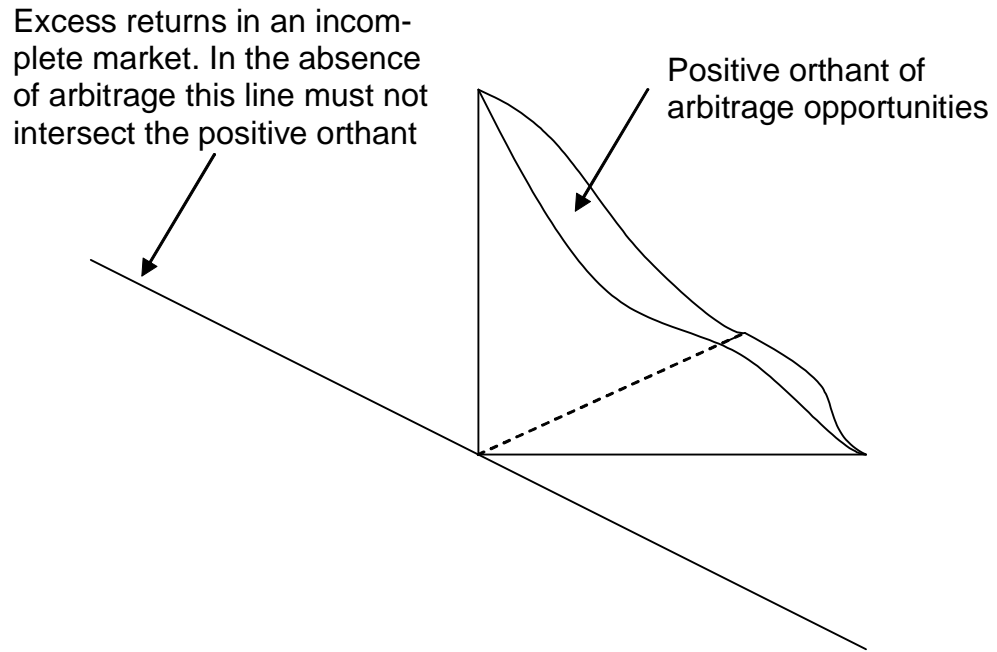 Excess returns in an incom-
plete market. In the absence
of arbitrage this line must not
intersect the positive orthant
Positive orthant of
arbitrage opportunities